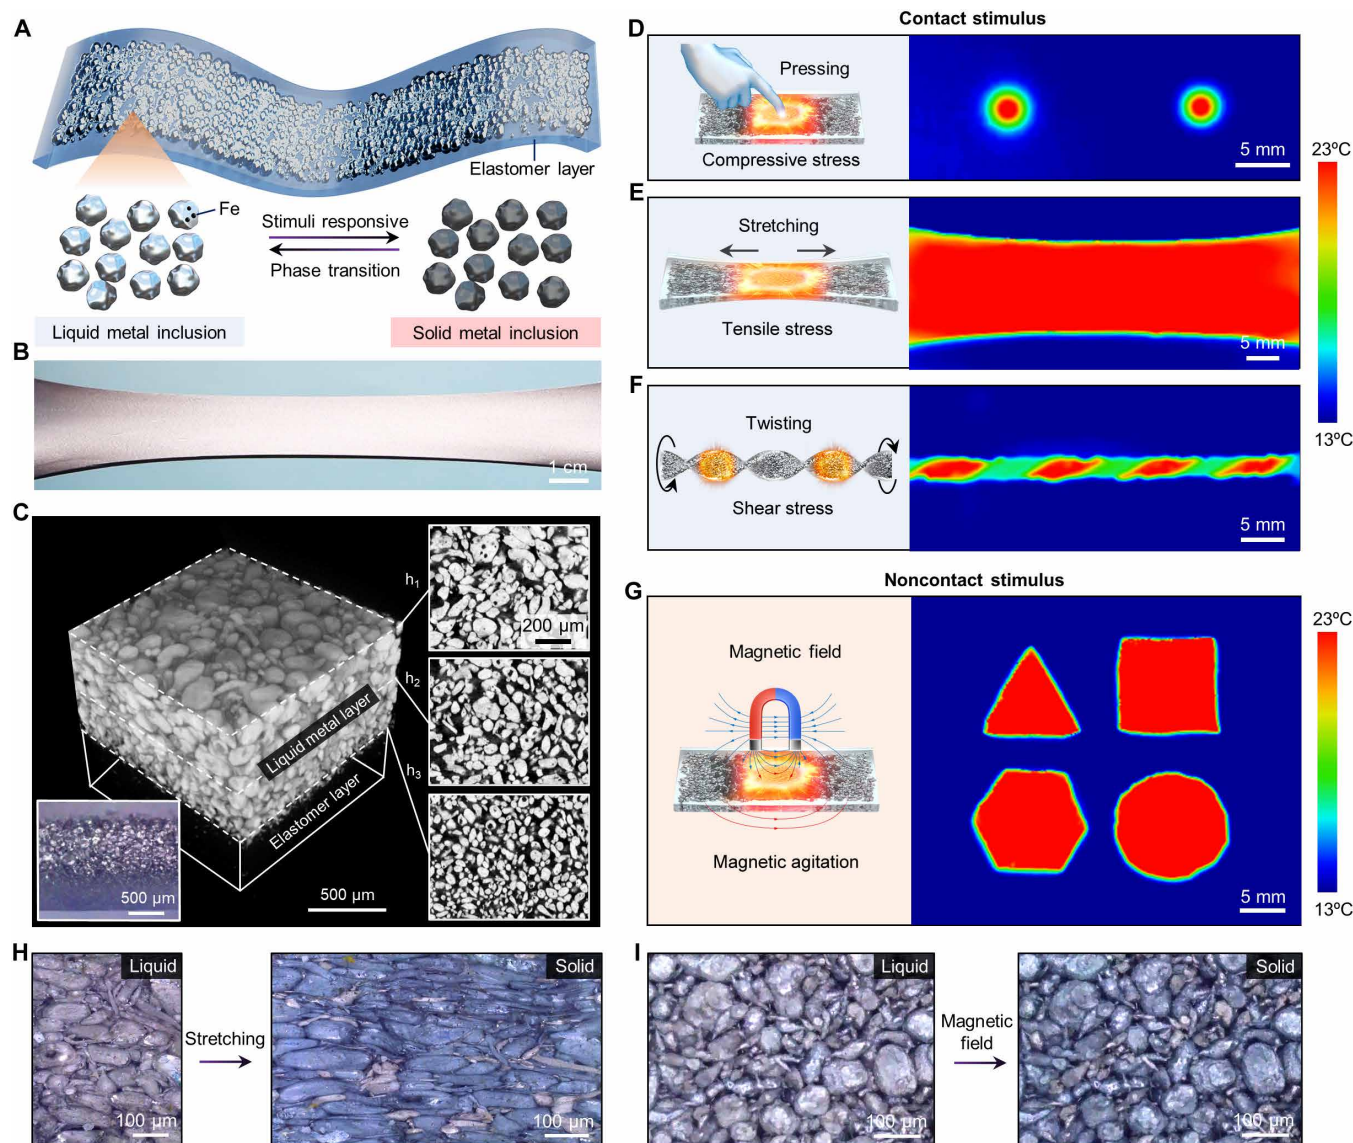 A
Elastomer layer
Fe
Stimuli responsive
Phase transition
Liquid metal inclusion
Solid metal inclusion
B
1 cm
C
h1
200 µm
h2
Liquid metal layer
h3
Elastomer layer
500 µm
500 µm
Contact stimulus
D
Pressing
Compressive stress
5 mm
23ºC
E
Stretching
Tensile stress
5 mm
F
Twisting
Shear stress
5 mm
13ºC
Noncontact stimulus
G
Magnetic field
Magnetic agitation
5 mm
23ºC
13ºC
H
Liquid
100 µm
Stretching
Solid
100 µm
I
Liquid
100 µm
Magnetic
field
Solid
100 µm